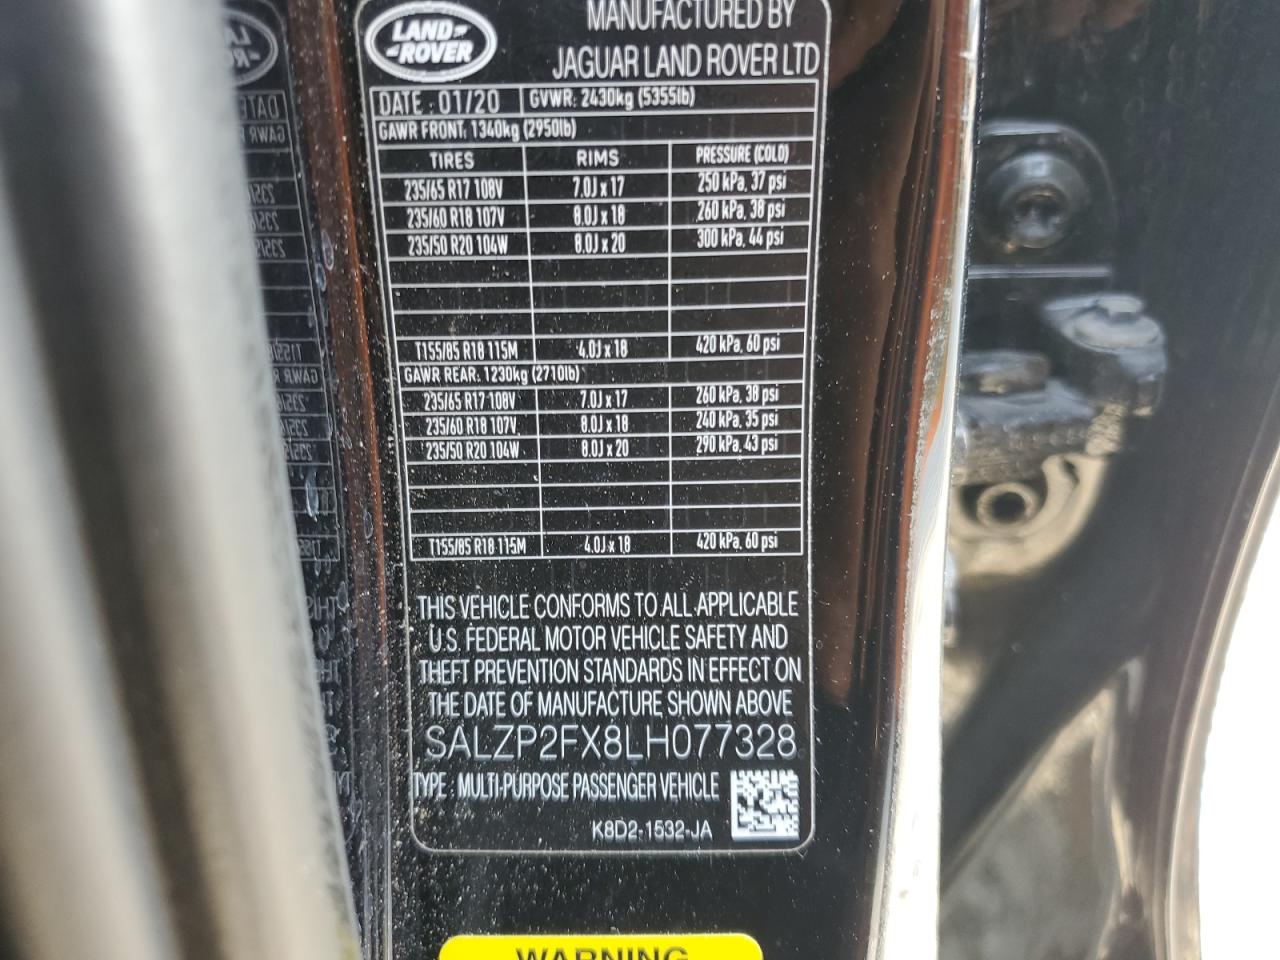 LAND ROVER
MANUFACTURED BY
JAGUAR LAND ROVER LTD
DATE : 01/20 GVWR: 2430kg (5355lb)
GAWR FRONT: 1340kg (2950lb)
TIRES RIMS PRESSURE (COLD)
235/65 R17 108V 7.0J x 17 250 kPa, 37 psi
235/60 R18 107V 8.0J x 18 260 kPa, 38 psi
235/50 R20 104W 8.0J x 20 300 kPa, 44 psi
T155/85 R18 115M 4.0J x 18 420 kPa, 60 psi
GAWR REAR: 1230kg (2710lb)
235/65 R17 108V 7.0J x 17 260 kPa, 38 psi
235/60 R18 107V 8.0J x 18 240 kPa, 35 psi
235/50 R20 104W 8.0J x 20 290 kPa, 43 psi
T155/85 R18 115M 4.0J x 18 420 kPa, 60 psi
THIS VEHICLE CONFORMS TO ALL APPLICABLE
U.S. FEDERAL MOTOR VEHICLE SAFETY AND
THEFT PREVENTION STANDARDS IN EFFECT ON
THE DATE OF MANUFACTURE SHOWN ABOVE
SALZP2FX8LH077328
TYPE : MULTI-PURPOSE PASSENGER VEHICLE
K8D2-1532-JA
WARNING